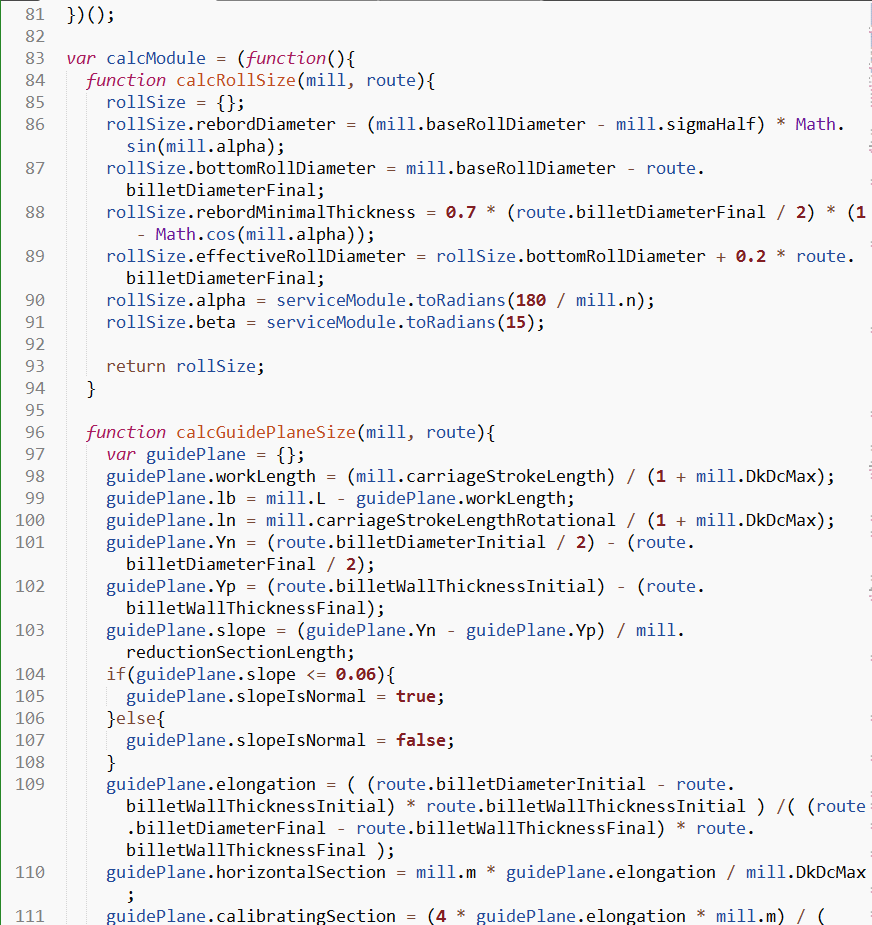 81 })();
82
83 var calcModule = (function(){
84 function calcRollSize(mill, route){
85 rollSize = {};
86 rollSize.rebordDiameter = (mill.baseRollDiameter - mill.sigmaHalf) * Math.
sin(mill.alpha);
87 rollSize.bottomRollDiameter = mill.baseRollDiameter - route.
billetDiameterFinal;
88 rollSize.rebordMinimalThickness = 0.7 * (route.billetDiameterFinal / 2) * (1
- Math.cos(mill.alpha));
89 rollSize.effectiveRollDiameter = rollSize.bottomRollDiameter + 0.2 * route.
billetDiameterFinal;
90 rollSize.alpha = serviceModule.toRadians(180 / mill.n);
91 rollSize.beta = serviceModule.toRadians(15);
92
93 return rollSize;
94 }
95
96 function calcGuidePlaneSize(mill, route){
97 var guidePlane = {};
98 guidePlane.workLength = (mill.carriageStrokeLength) / (1 + mill.DkDcMax);
99 guidePlane.lb = mill.L - guidePlane.workLength;
100 guidePlane.ln = mill.carriageStrokeLengthRotational / (1 + mill.DkDcMax);
101 guidePlane.Yn = (route.billetDiameterInitial / 2) - (route.
billetDiameterFinal / 2);
102 guidePlane.Yp = (route.billetWallThicknessInitial) - (route.
billetWallThicknessFinal);
103 guidePlane.slope = (guidePlane.Yn - guidePlane.Yp) / mill.
reductionSectionLength;
104 if(guidePlane.slope <= 0.06){
105 guidePlane.slopeIsNormal = true;
106 }else{
107 guidePlane.slopeIsNormal = false;
108 }
109 guidePlane.elongation = ( (route.billetDiameterInitial - route.
billetWallThicknessInitial) * route.billetWallThicknessInitial ) /( (route
.billetDiameterFinal - route.billetWallThicknessFinal) * route.
billetWallThicknessFinal );
110 guidePlane.horizontalSection = mill.m * guidePlane.elongation / mill.DkDcMax
;
111 guidePlane.calibratingSection = (4 * guidePlane.elongation * mill.m) / (